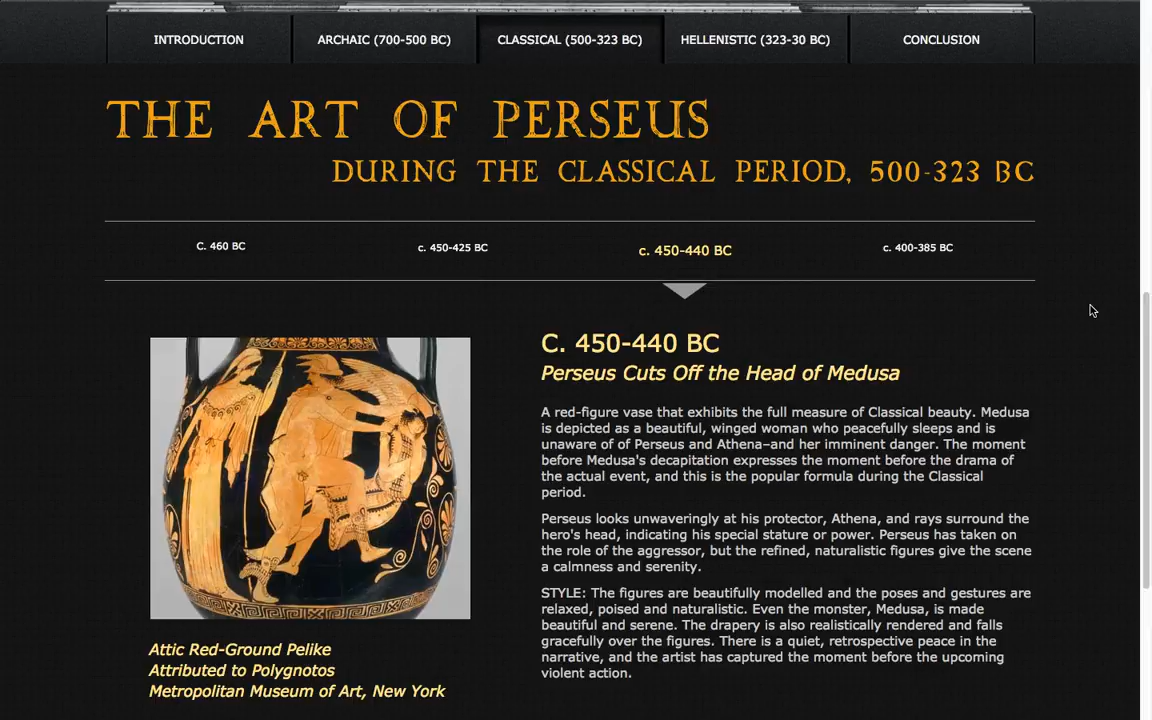 INTRODUCTION
ARCHAIC (700-500 BC)
CLASSICAL (500-323 BC)
HELLENISTIC (323-30 BC)
CONCLUSION
THE ART OF PERSEUS
DURING THE CLASSICAL PERIOD, 500-323 BC
C. 460 BC
c. 450-425 BC
c. 450-440 BC
c. 400-385 BC
C. 450-440 BC
Perseus Cuts Off the Head of Medusa
A red-figure vase that exhibits the full measure of Classical beauty. Medusa
is depicted as a beautiful, winged woman who peacefully sleeps and is
unaware of of Perseus and Athena–and her imminent danger. The moment
before Medusa's decapitation expresses the moment before the drama of
the actual event, and this is the popular formula during the Classical
period.
Perseus looks unwaveringly at his protector, Athena, and rays surround the
hero's head, indicating his special stature or power. Perseus has taken on
the role of the aggressor, but the refined, naturalistic figures give the scene
a calmness and serenity.
STYLE: The figures are beautifully modelled and the poses and gestures are
relaxed, poised and naturalistic. Even the monster, Medusa, is made
beautiful and serene. The drapery is also realistically rendered and falls
gracefully over the figures. There is a quiet, retrospective peace in the
narrative, and the artist has captured the moment before the upcoming
violent action.
Attic Red-Ground Pelike
Attributed to Polygnotos
Metropolitan Museum of Art, New York